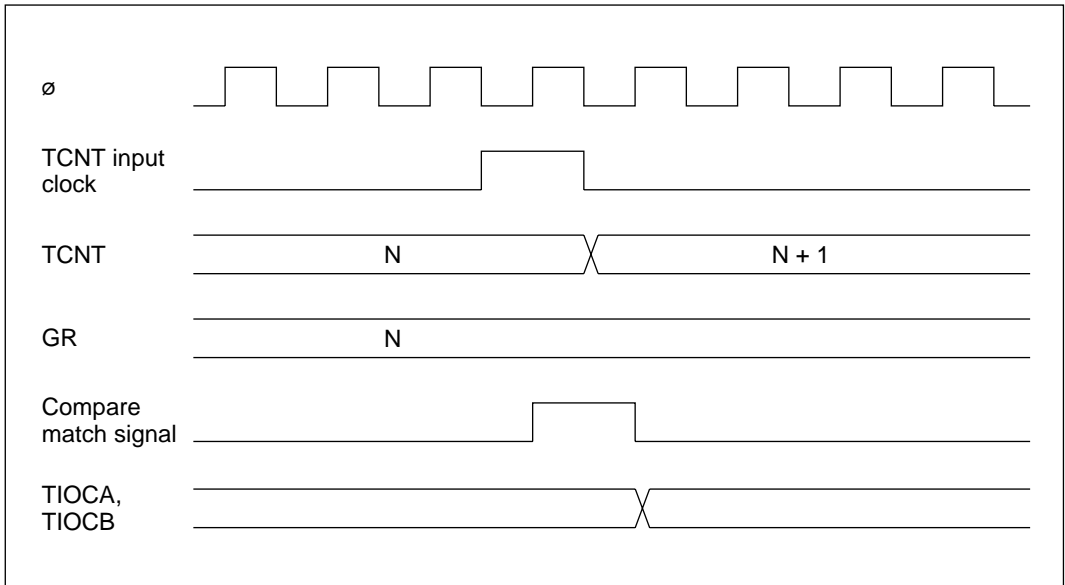 ø
TCNT input
clock
TCNT
N
N + 1
GR
N
Compare
match signal
TIOCA,
TIOCB